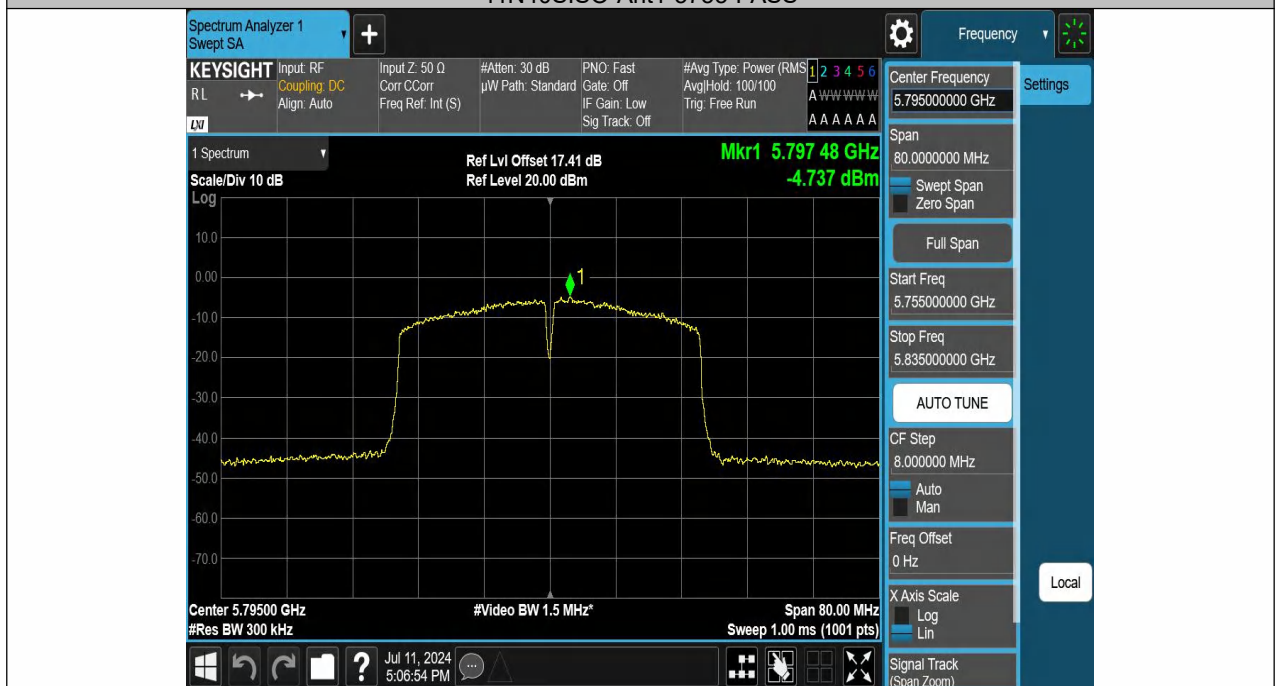 Spectrum Analyzer 1
Swept SA
+
Frequency
KEYSIGHT
RL
LXI
Input: RF
Coupling: DC
Align: Auto
Input Z: 50 Ω
Corr CCorr
Freq Ref: Int (S)
#Atten: 30 dB
µW Path: Standard
PNO: Fast
Gate: Off
IF Gain: Low
Sig Track: Off
#Avg Type: Power (RMS
Avg|Hold: 100/100
Trig: Free Run
1 2 3 4 5 6
A W W W W W
A A A A A A
1 Spectrum
Scale/Div 10 dB
Log
Ref Lvl Offset 17.41 dB
Ref Level 20.00 dBm
Mkr1 5.797 48 GHz
-4.737 dBm
10.0
0.00
-10.0
-20.0
-30.0
-40.0
-50.0
-60.0
-70.0
1
Center 5.79500 GHz
#Res BW 300 kHz
#Video BW 1.5 MHz*
Span 80.00 MHz
Sweep 1.00 ms (1001 pts)
Center Frequency
5.795000000 GHz
Settings
Span
80.0000000 MHz
Swept Span
Zero Span
Full Span
Start Freq
5.755000000 GHz
Stop Freq
5.835000000 GHz
AUTO TUNE
CF Step
8.000000 MHz
Auto
Man
Freq Offset
0 Hz
X Axis Scale
Log
Lin
Local
Signal Track
(Span Zoom)
?
Jul 11, 2024
5:06:54 PM